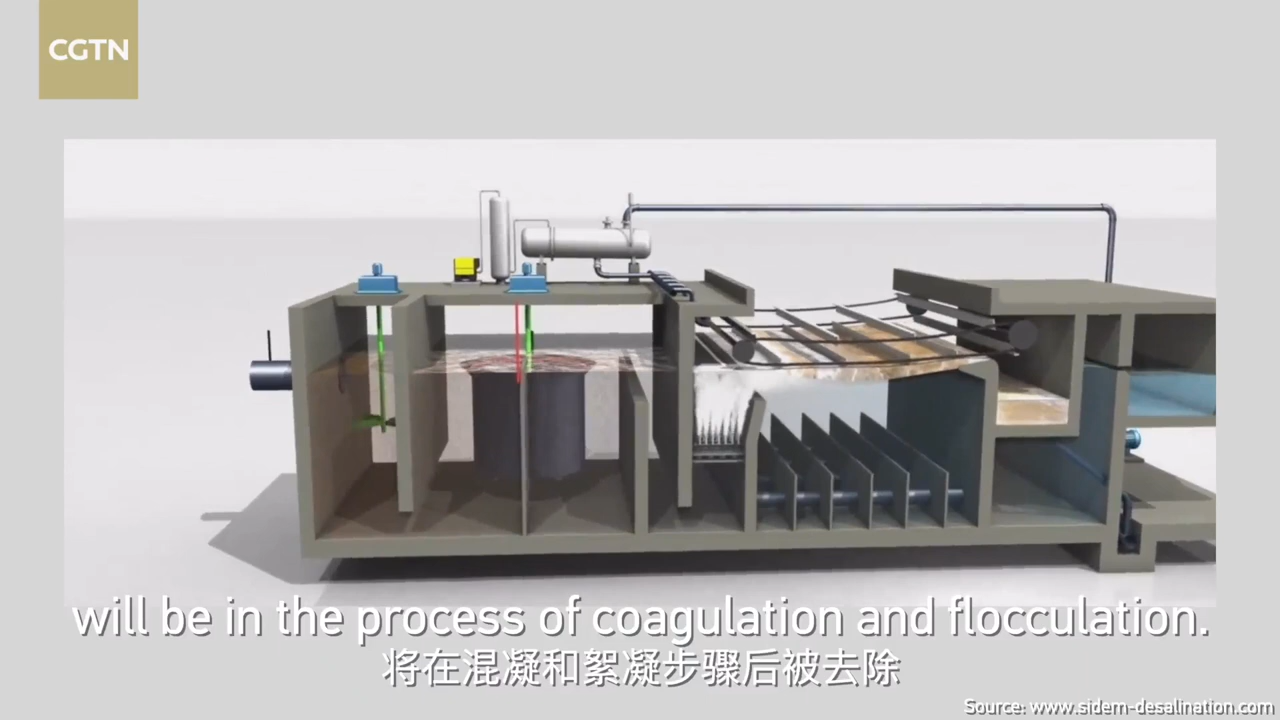 CGTN
will be in the process of coagulation and flocculation.
将在混凝和絮凝步骤后被去除
Source: www.sidem-desalination.com